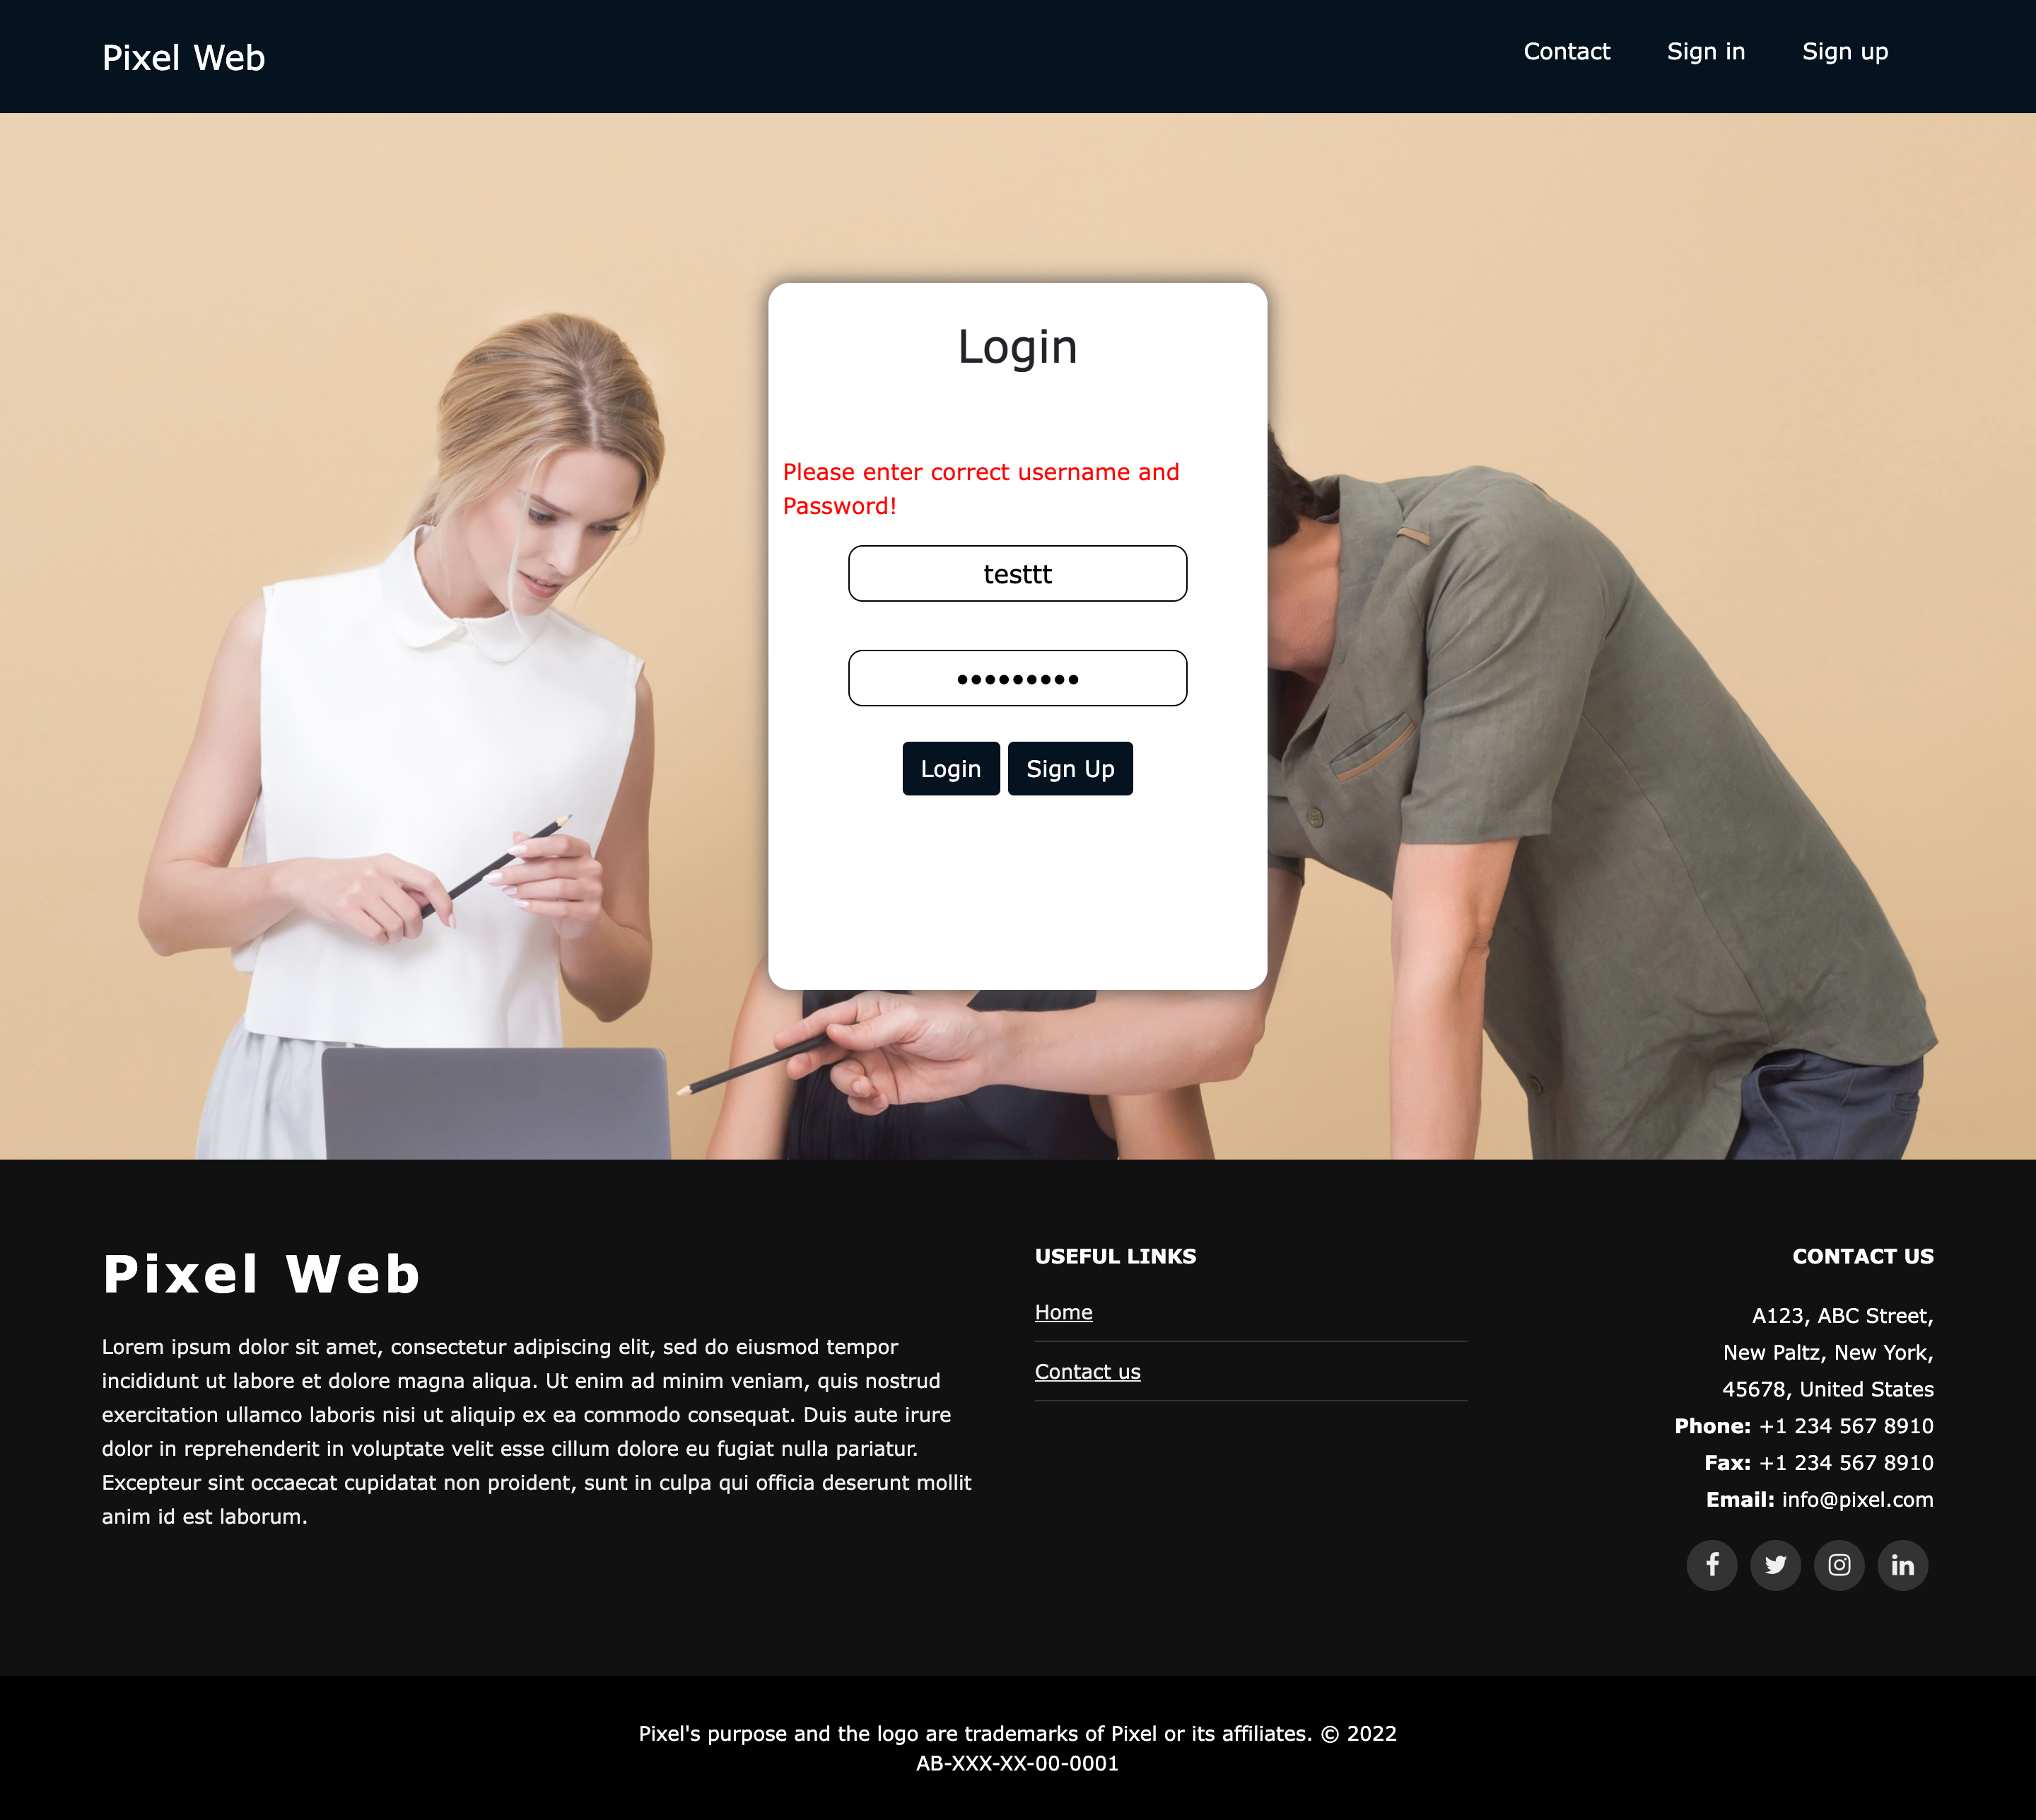 Pixel Web
Contact Sign in Sign up
Login
Please enter correct username and
Password!
testtt
•••••••••
Login Sign Up
Pixel Web
Lorem ipsum dolor sit amet, consectetur adipiscing elit, sed do eiusmod tempor
incididunt ut labore et dolore magna aliqua. Ut enim ad minim veniam, quis nostrud
exercitation ullamco laboris nisi ut aliquip ex ea commodo consequat. Duis aute irure
dolor in reprehenderit in voluptate velit esse cillum dolore eu fugiat nulla pariatur.
Excepteur sint occaecat cupidatat non proident, sunt in culpa qui officia deserunt mollit
anim id est laborum.
USEFUL LINKS
Home
Contact us
CONTACT US
A123, ABC Street,
New Paltz, New York,
45678, United States
Phone: +1 234 567 8910
Fax: +1 234 567 8910
Email: info@pixel.com
Pixel's purpose and the logo are trademarks of Pixel or its affiliates. © 2022
AB-XXX-XX-00-0001